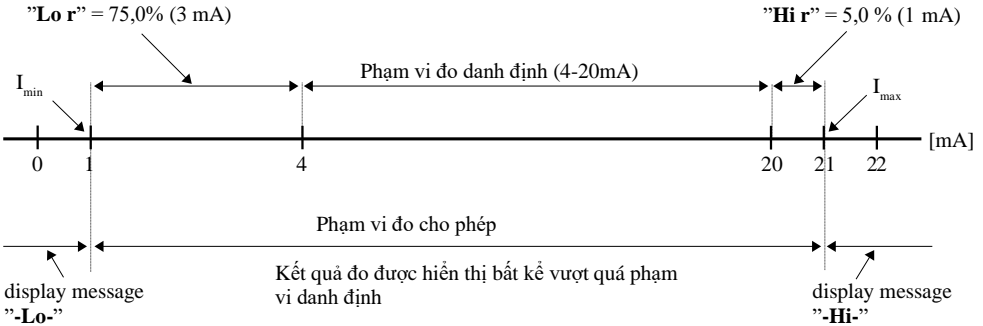 ”Lo r” = 75,0% (3 mA)
”Hi r” = 5,0 % (1 mA)
Phạm vi đo danh định (4-20mA)
Imin
Imax
[mA]
0 1 4 20 21 22
Phạm vi đo cho phép
Kết quả đo được hiển thị bất kể vượt quá phạm
vi danh định
display message
”-Lo-”
display message
”-Hi-”